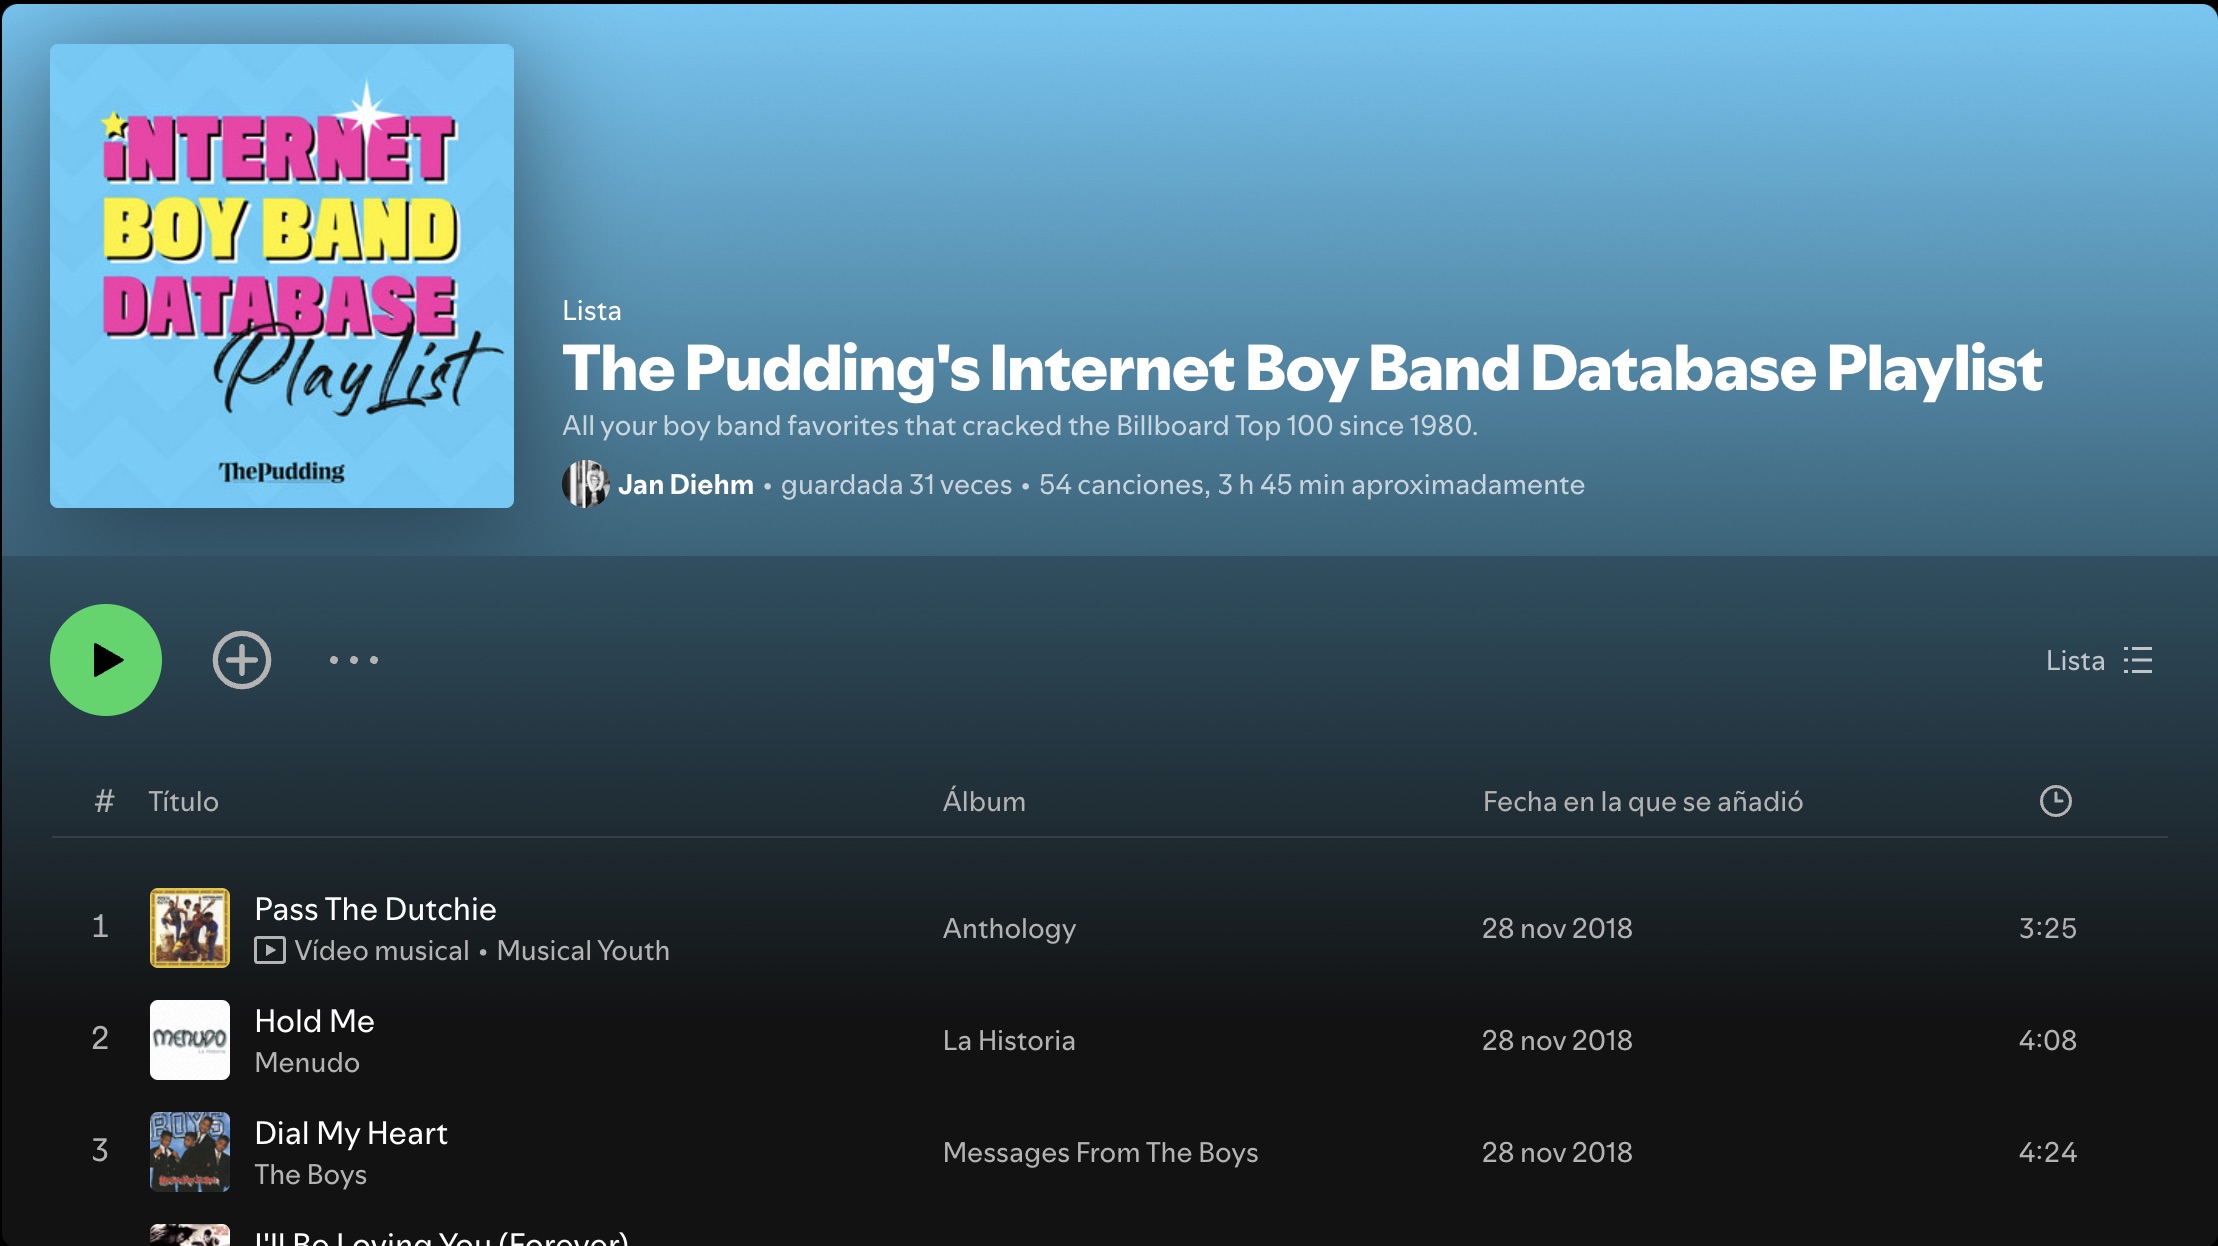 iNTERNET
BOY BAND
DATABASE
PlayList
ThePudding
Lista
The Pudding's Internet Boy Band Database Playlist
All your boy band favorites that cracked the Billboard Top 100 since 1980.
Jan Diehm • guardada 31 veces • 54 canciones, 3 h 45 min aproximadamente
Lista
# Título Álbum Fecha en la que se añadió
1 Pass The Dutchie Anthology 28 nov 2018 3:25
Vídeo musical • Musical Youth
MENUDO
2 Hold Me La Historia 28 nov 2018 4:08
Menudo
BOYS
3 Dial My Heart Messages From The Boys 28 nov 2018 4:24
The Boys
I'll Be Loving You (Forever)